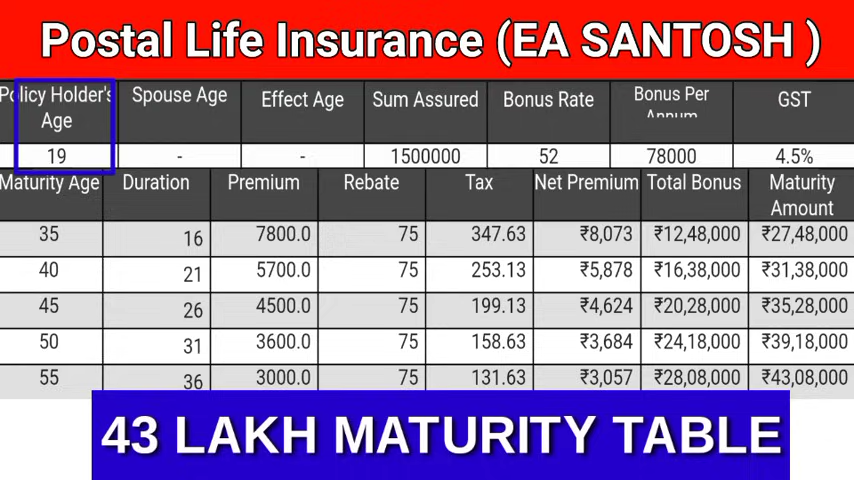 Postal Life Insurance (EA SANTOSH )
Policy Holder's Age Spouse Age Effect Age Sum Assured Bonus Rate Bonus Per Annum GST
19 - - 1500000 52 78000 4.5%
Maturity Age Duration Premium Rebate Tax Net Premium Total Bonus Maturity Amount
35 16 7800.0 75 347.63 ₹8,073 ₹12,48,000 ₹27,48,000
40 21 5700.0 75 253.13 ₹5,878 ₹16,38,000 ₹31,38,000
45 26 4500.0 75 199.13 ₹4,624 ₹20,28,000 ₹35,28,000
50 31 3600.0 75 158.63 ₹3,684 ₹24,18,000 ₹39,18,000
55 36 3000.0 75 131.63 ₹3,057 ₹28,08,000 ₹43,08,000
43 LAKH MATURITY TABLE